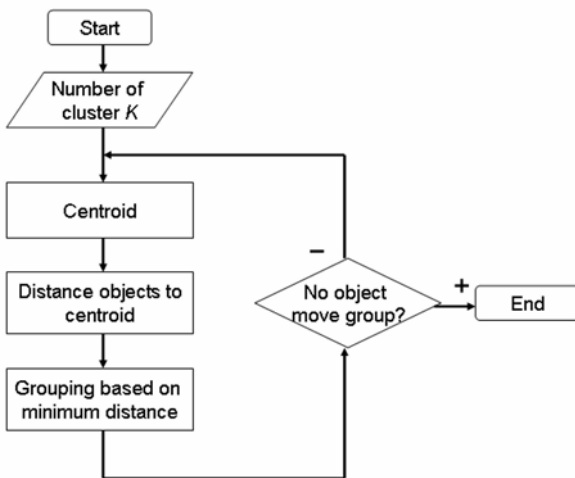 Start
Number of
cluster K
Centroid
Distance objects to
centroid
Grouping based on
minimum distance
−
No object
move group?
+
End